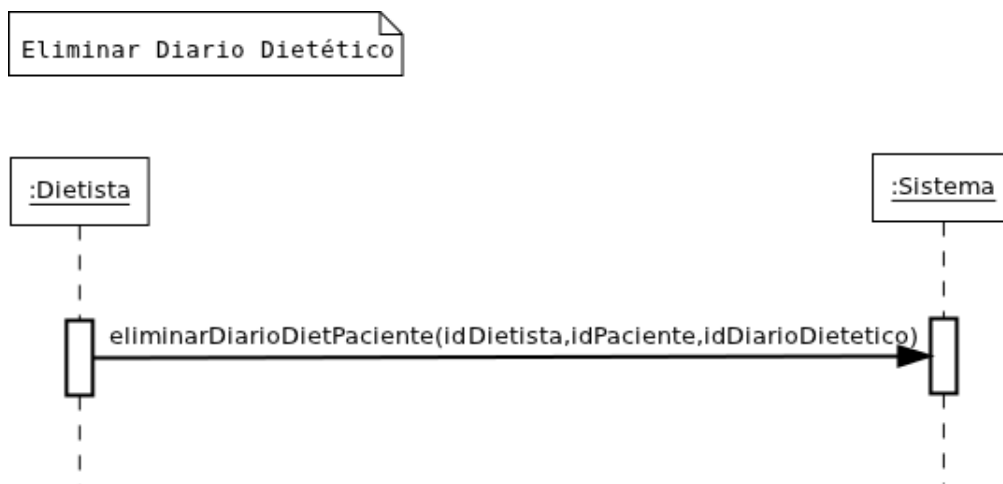 Eliminar Diario Dietético
:Dietista
:Sistema
eliminarDiarioDietPaciente(idDietista,idPaciente,idDiarioDietetico)